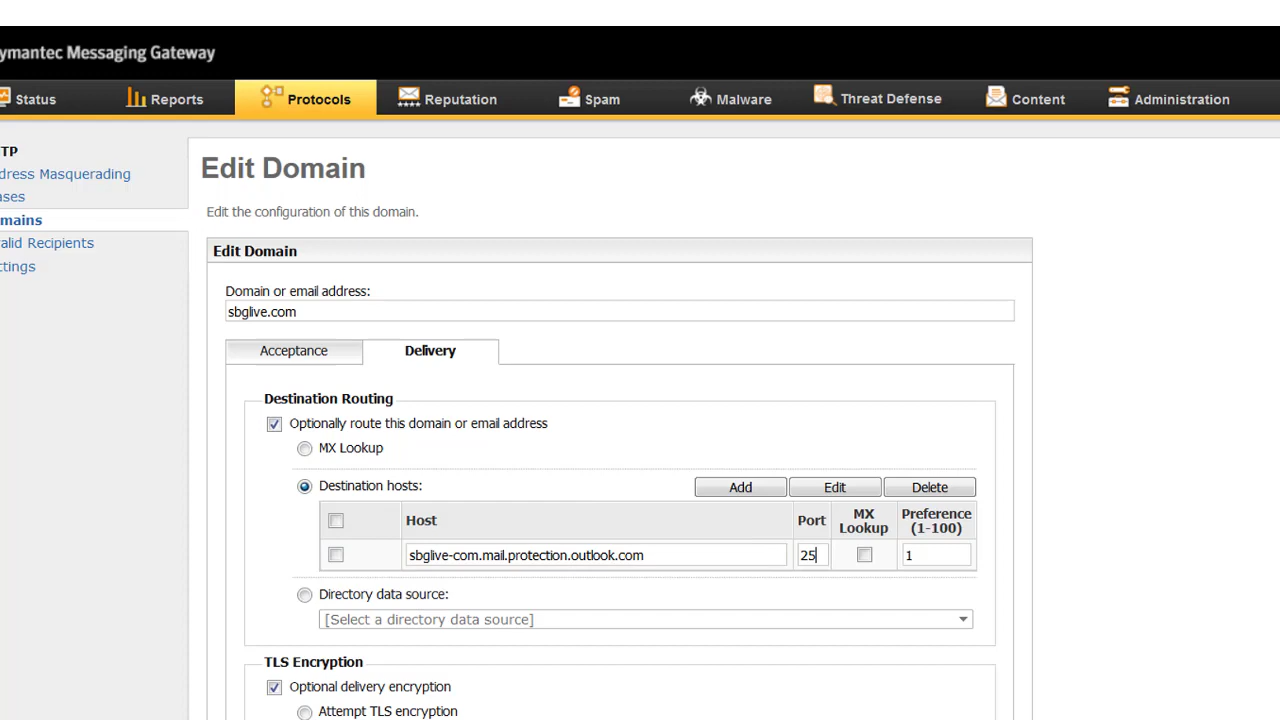 ymantec Messaging Gateway
Status Reports Protocols Reputation Spam Malware Threat Defense Content Administration
TP
dress Masquerading
ases
mains
alid Recipients
ttings
Edit Domain
Edit the configuration of this domain.
Edit Domain
Domain or email address:
sbglive.com
Acceptance Delivery
Destination Routing
Optionally route this domain or email address
MX Lookup
Destination hosts: Add Edit Delete
Host Port MX Lookup Preference (1-100)
sbglive-com.mail.protection.outlook.com 25 1
Directory data source:
[Select a directory data source]
TLS Encryption
Optional delivery encryption
Attempt TLS encryption